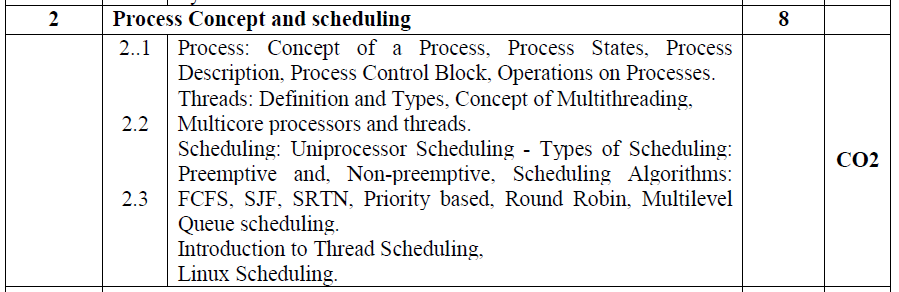 2 Process Concept and scheduling 8
2..1 Process: Concept of a Process, Process States, Process
Description, Process Control Block, Operations on Processes.
Threads: Definition and Types, Concept of Multithreading,
2.2 Multicore processors and threads.
Scheduling: Uniprocessor Scheduling - Types of Scheduling:
CO2
Preemptive and, Non-preemptive, Scheduling Algorithms:
2.3 FCFS, SJF, SRTN, Priority based, Round Robin, Multilevel
Queue scheduling.
Introduction to Thread Scheduling,
Linux Scheduling.